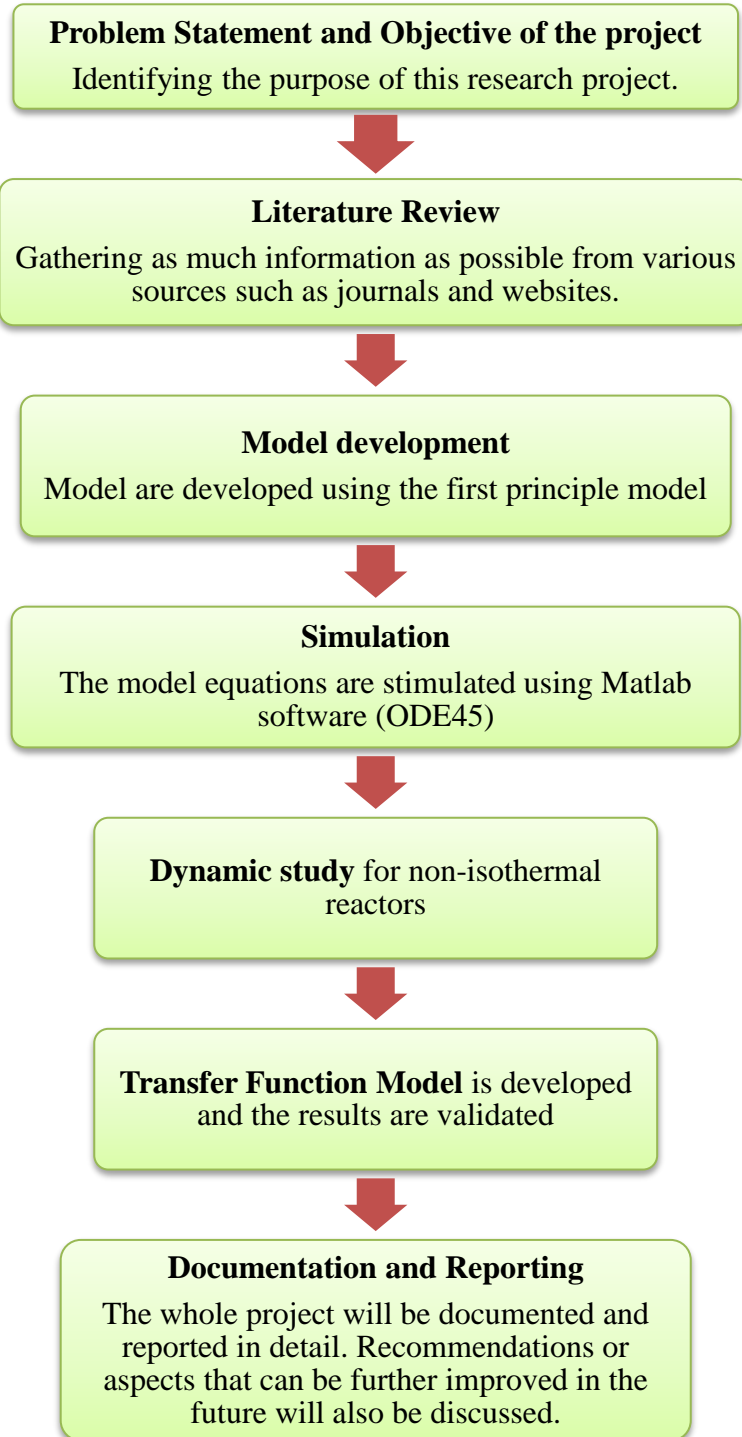 Problem Statement and Objective of the project
Identifying the purpose of this research project.
Literature Review
Gathering as much information as possible from various
sources such as journals and websites.
Model development
Model are developed using the first principle model
Simulation
The model equations are stimulated using Matlab
software (ODE45)
Dynamic study for non-isothermal
reactors
Transfer Function Model is developed
and the results are validated
Documentation and Reporting
The whole project will be documented and
reported in detail. Recommendations or
aspects that can be further improved in the
future will also be discussed.